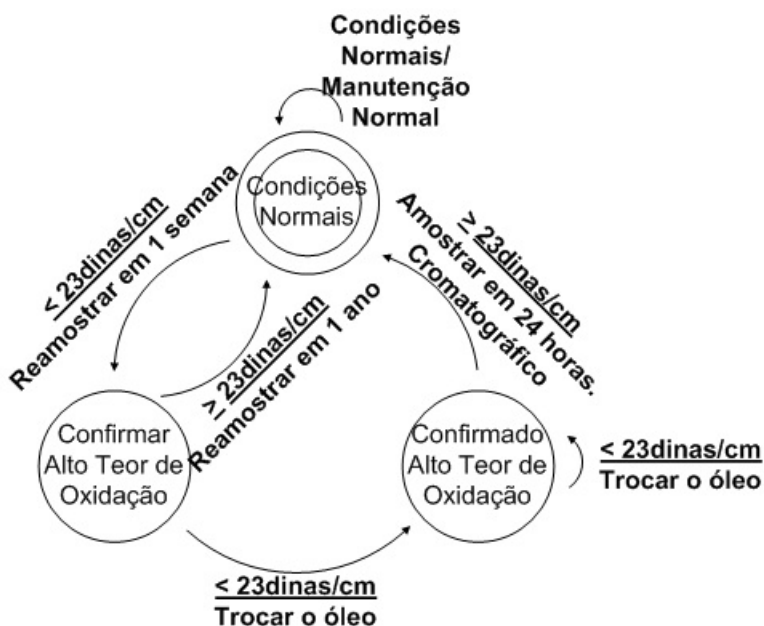 Condições
Normais/
Manutenção
Normal
Condições
Normais
< 23dinas/cm
Reamostrar em 1 semana
≥ 23dinas/cm
Reamostrar em 1 ano
≥ 23dinas/cm
Amostrar em 24 horas.
Cromatográfico
Confirmar
Alto Teor de
Oxidação
Confirmado
Alto Teor de
Oxidação
< 23dinas/cm
Trocar o óleo
< 23dinas/cm
Trocar o óleo